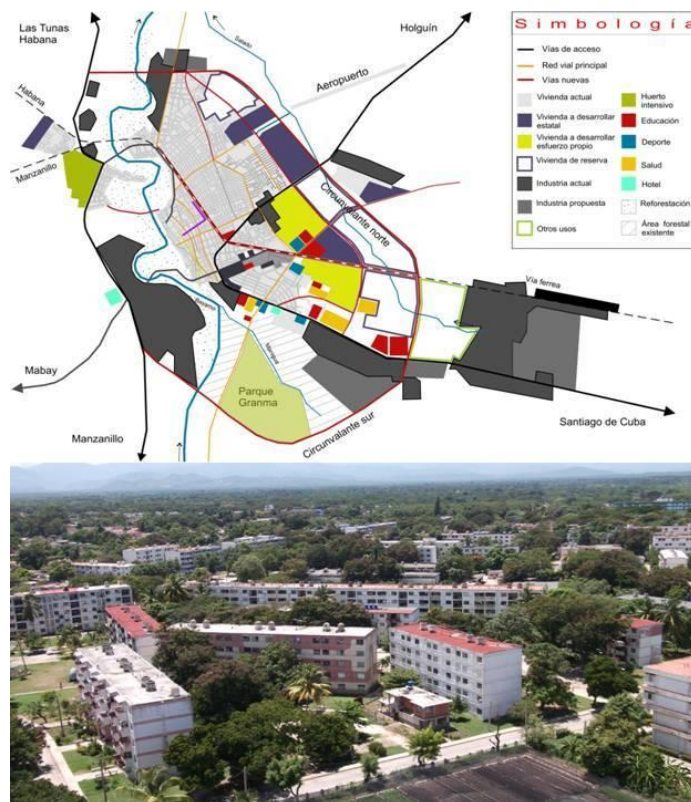 Las Tunas
Habana
Holguín
Salado
Aeropuerto
Habana
Manzanillo
Circunvalante norte
Vía ferrea
Bayamo
Mangua
Mabay
Parque
Granma
Manzanillo
Circunvalante sur
Santiago de Cuba
Simbología
Vías de acceso
Red vial principal
Vías nuevas
Vivienda actual
Vivienda a desarrollar
estatal
Vivienda a desarrollar
esfuerzo propio
Vivienda de reserva
Industria actual
Industria propuesta
Otros usos
Huerto
intensivo
Educación
Deporte
Salud
Hotel
Reforestación
Área forestal
existente